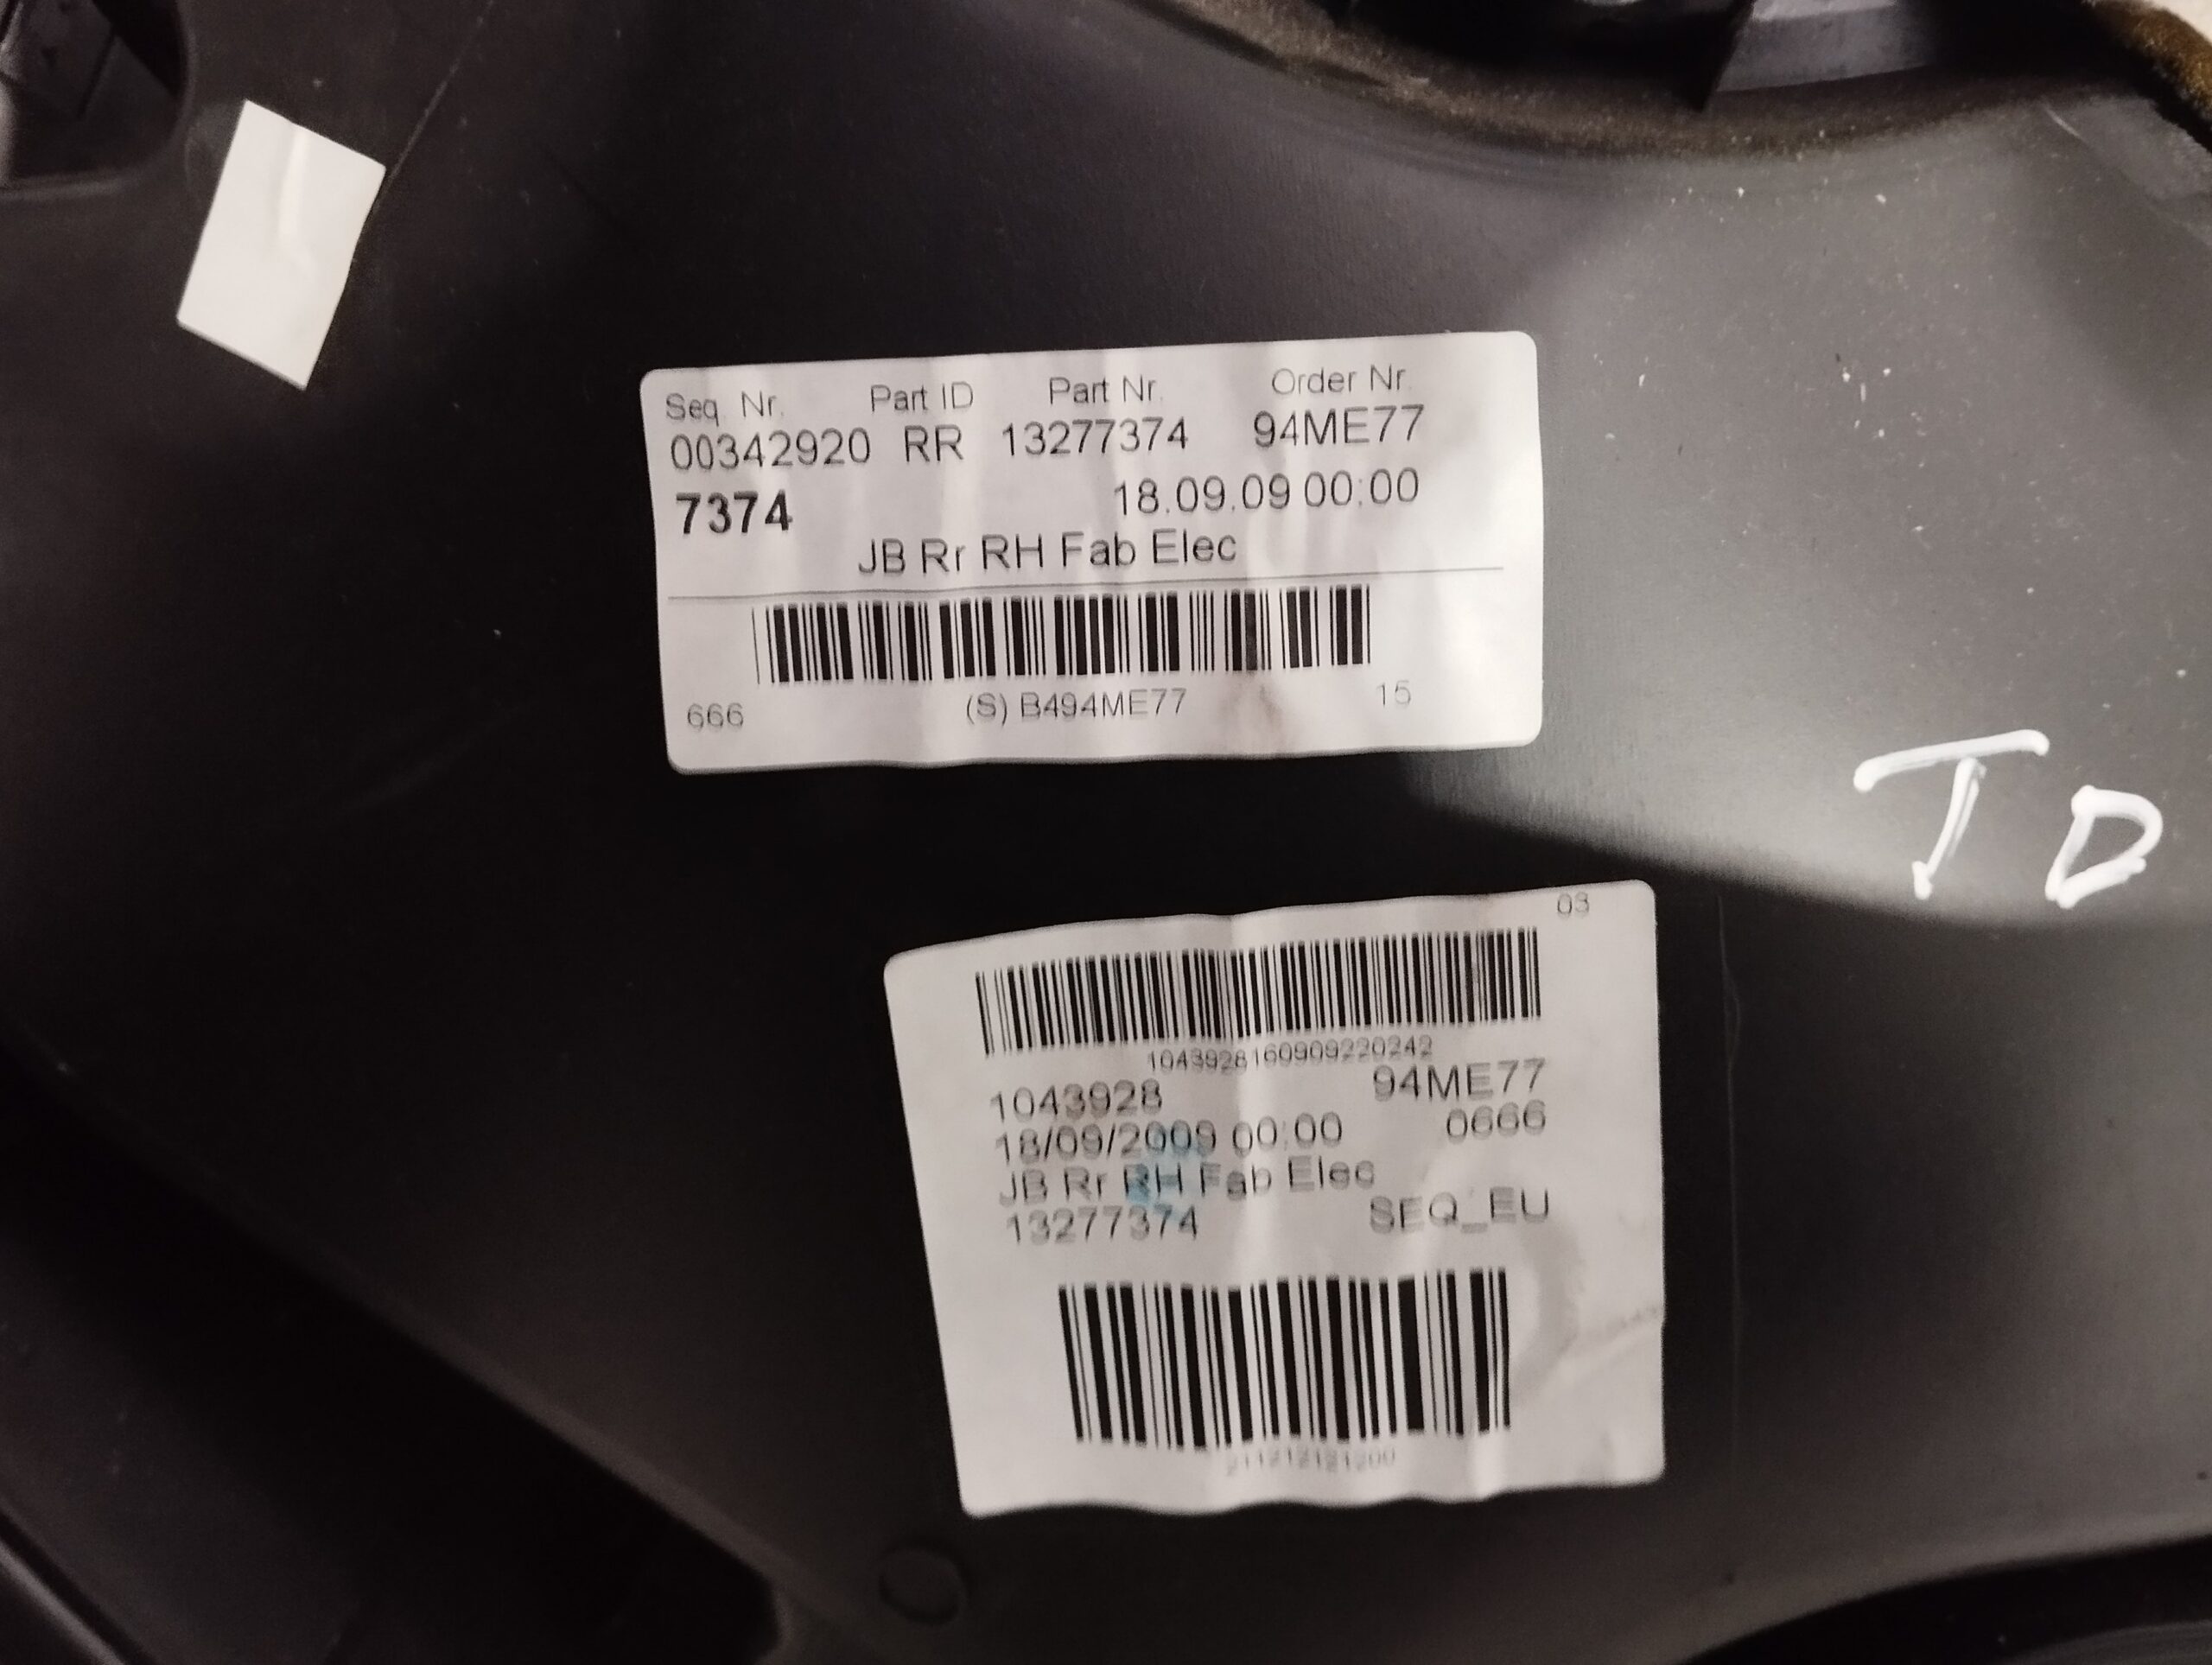 Seq. Nr. Part ID Part Nr. Order Nr.
00342920 RR 13277374 94ME77
7374 18.09.09 00:00
JB Rr RH Fab Elec
666 (S) B494ME77 15
T D
03
1043928160909220242
1043928 94ME77
18/09/2009 00:00 0666
JB Rr RH Fab Elec
13277374 SEQ_EU
211212121200